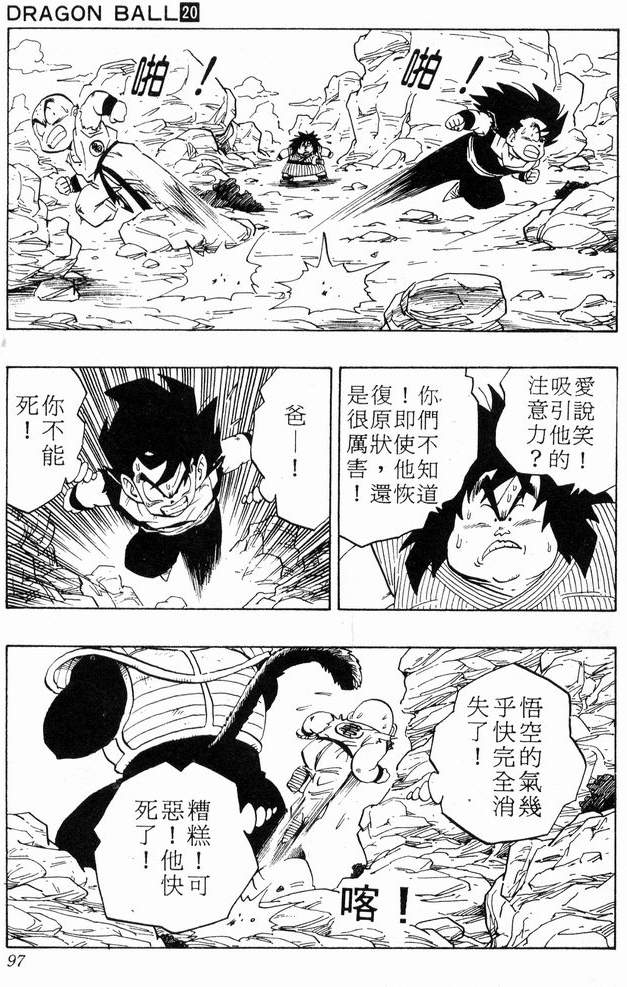 DRAGON BALL 20
啪！
啪！
愛說笑！
吸引他的
注意力？
你們不知道
！即使他恢
復原狀，還
是很厲害！
爸—！
你不能
死！
悟空的氣幾
乎快完全消
失了！
糟糕！可
惡！他快
死了！
喀！
97